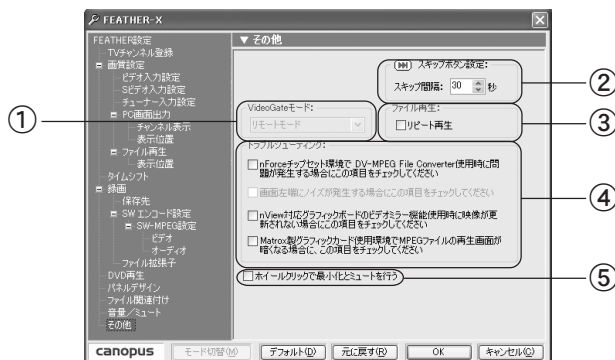 FEATHER-X
FEATHER設定
TVチャンネル登録
画質設定
ビデオ入力設定
Sビデオ入力設定
チューナー入力設定
PC画面出力
チャンネル表示
表示位置
ファイル再生
表示位置
タイムシフト
録画
保存先
SWエンコード設定
SW-MPEG設定
ビデオ
オーディオ
ファイル拡張子
DVD再生
パネルデザイン
ファイル関連付け
音量/ミュート
その他
▼ その他
スキップボタン設定:
スキップ間隔: 30 秒
②
①
VideoGateモード:
リモートモード
ファイル再生:
リピート再生
③
トラブルシューティング:
nForceチップセット環境で DV-MPEG File Converter使用時に問
題が発生する場合にこの項目をチェックしてください
画面左端にノイズが発生する場合にこの項目をチェックしてください
nView対応グラフィックボードのビデオミラー機能使用時に映像が更
新されない場合にこの項目をチェックしてください
Matrox製グラフィックカード使用環境でMPEGファイルの再生画面が
暗くなる場合に、この項目をチェックしてください
④
ホイールクリックで最小化とミュートを行う
⑤
canopus
モード切替(M)
デフォルト(D)
元に戻す(R)
OK
キャンセル(C)